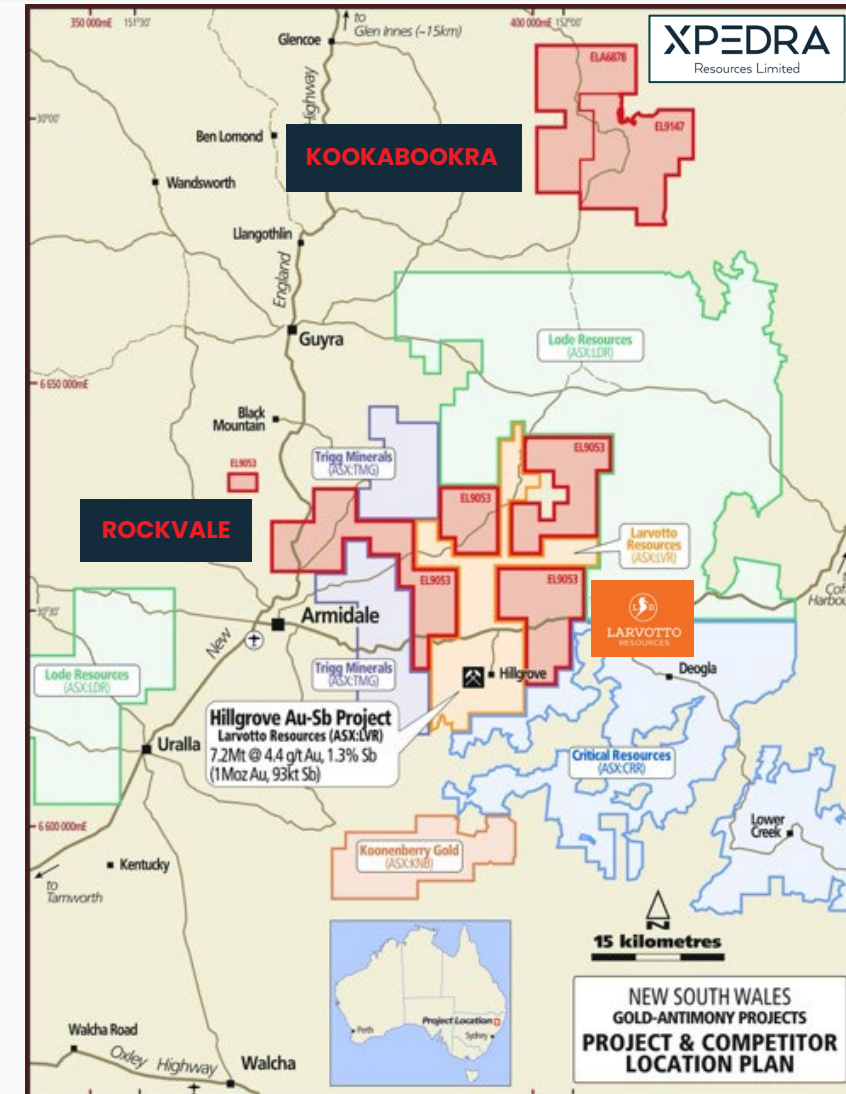 350 000mE
151°30'
to
Glen Innes (~15km)
400 000mE
152°00'
XPEDRA
Resources Limited
Glencoe
Highway
ELA6878
30°00'
Ben Lomond
KOOKABOOKRA
EL9147
Wandsworth
Llangothlin
England
Guyra
Lode Resources
(ASX:LDR)
6 650 000mE
Black
Mountain
Trigg Minerals
(ASX:TMG)
EL9053
EL9053
EL9053
ROCKVALE
Larvotto
Resources
(ASX:LVR)
EL9053
EL9053
to
Harbour
30°30'
Armidale
LSR
LARVOTTO
RESOURCES
New
Lode Resources
(ASX:LDR)
Trigg Minerals
(ASX:TMG)
Hillgrove
Deogla
Hillgrove Au-Sb Project
Larvotto Resources (ASX:LVR)
7.2Mt @ 4.4 g/t Au, 1.3% Sb
(1Moz Au, 93kt Sb)
Uralla
Critical Resources
(ASX:CRR)
6 600 000mE
Lower
Creek
Koonenberry Gold
(ASX:KNB)
Kentucky
to
Tamworth
N
15 kilometres
Project Location
Perth
Sydney
NEW SOUTH WALES
GOLD-ANTIMONY PROJECTS
PROJECT & COMPETITOR
LOCATION PLAN
Walcha Road
Oxley Highway
Walcha